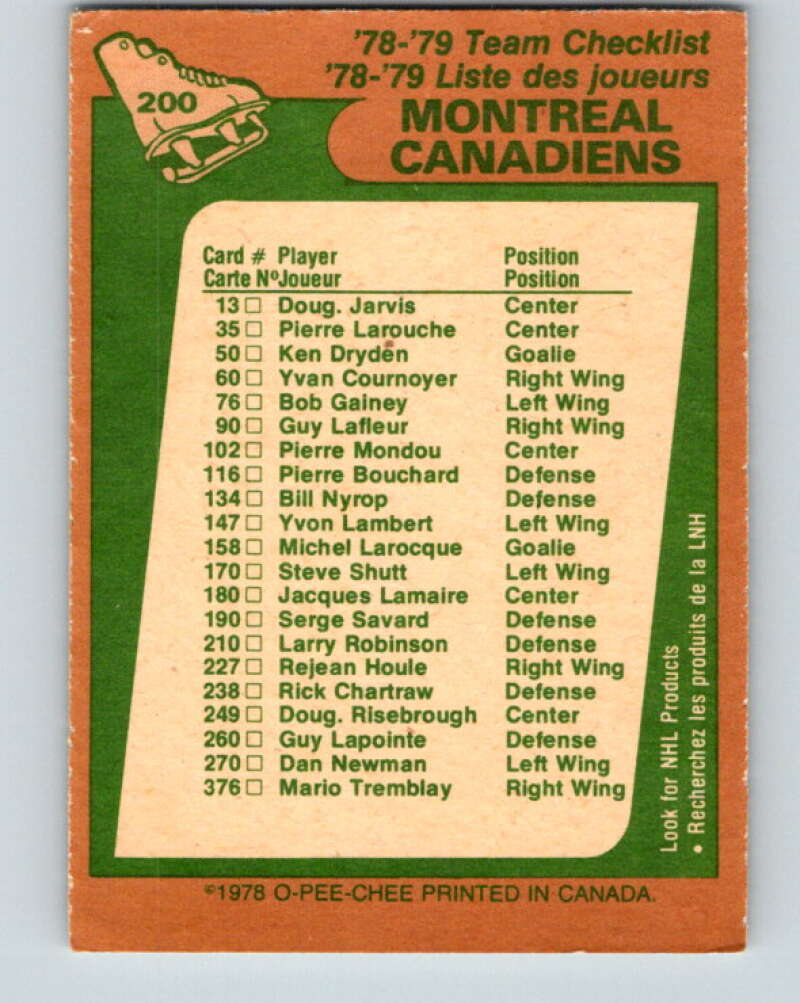 200
'78-'79 Team Checklist
'78-'79 Liste des joueurs
MONTREAL
CANADIENS
Card # Player Position
Carte Nº Joueur Position
13 □ Doug. Jarvis Center
35 □ Pierre Larouche Center
50 □ Ken Dryden Goalie
60 □ Yvan Cournoyer Right Wing
76 □ Bob Gainey Left Wing
90 □ Guy Lafleur Right Wing
102 □ Pierre Mondou Center
116 □ Pierre Bouchard Defense
134 □ Bill Nyrop Defense
147 □ Yvon Lambert Left Wing
158 □ Michel Larocque Goalie
170 □ Steve Shutt Left Wing
180 □ Jacques Lamaire Center
190 □ Serge Savard Defense
210 □ Larry Robinson Defense
227 □ Rejean Houle Right Wing
238 □ Rick Chartraw Defense
249 □ Doug. Risebrough Center
260 □ Guy Lapointe Defense
270 □ Dan Newman Left Wing
376 □ Mario Tremblay Right Wing
Look for NHL Products
• Recherchez les produits de la LNH
©1978 O-PEE-CHEE PRINTED IN CANADA.